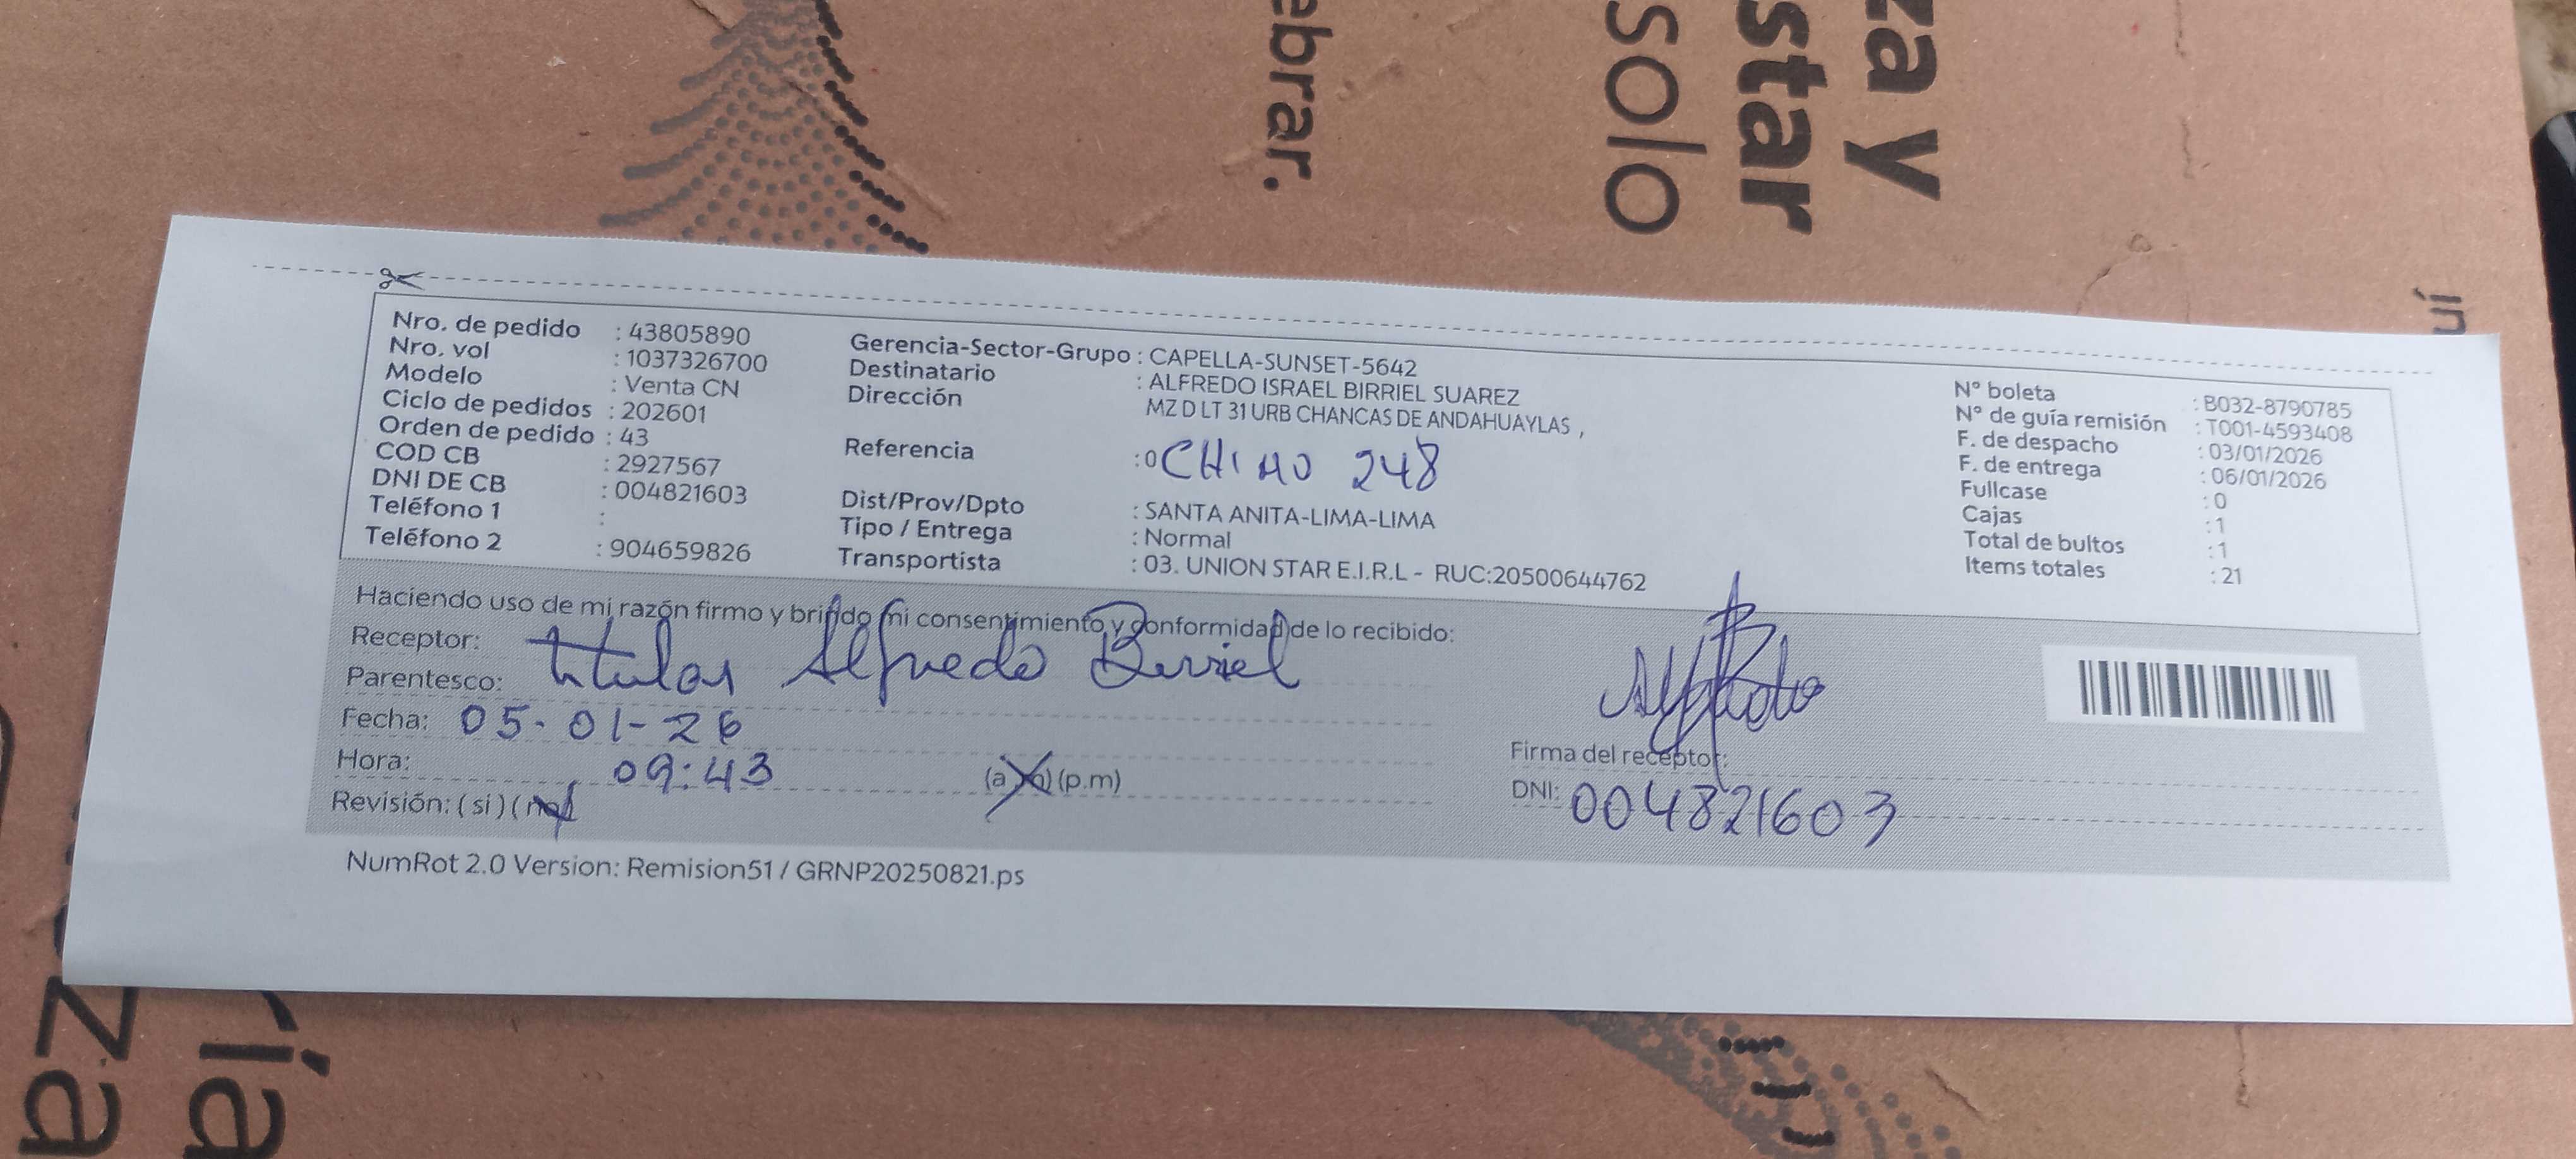 ebrar.
solo
star
za y
ín
Nro. de pedido : 43805890
Nro. vol : 1037326700
Modelo : Venta CN
Ciclo de pedidos : 202601
Orden de pedido : 43
COD CB : 2927567
DNI DE CB : 004821603
Teléfono 1 :
Teléfono 2 : 904659826
Gerencia-Sector-Grupo : CAPELLA-SUNSET-5642
Destinatario : ALFREDO ISRAEL BIRRIEL SUAREZ
Dirección MZ D LT 31 URB CHANCAS DE ANDAHUAYLAS ,
Referencia : 0 CHIMO 248
Dist/Prov/Dpto : SANTA ANITA-LIMA-LIMA
Tipo / Entrega : Normal
Transportista : 03. UNION STAR E.I.R.L - RUC:20500644762
N° boleta : B032-8790785
N° de guía remisión : T001-4593408
F. de despacho : 03/01/2026
F. de entrega : 06/01/2026
Fullcase : 0
Cajas : 1
Total de bultos : 1
Items totales : 21
Haciendo uso de mi razón firmo y brindo mi consentimiento y conformidad de lo recibido:
Receptor: titular Alfredo Birriel
Parentesco:
Fecha: 05-01-26
Hora: 09:43 (a.m) (p.m)
Revisión: ( si ) ( no )
Firma del receptor:
DNI: 004821603
NumRot 2.0 Version: Remision51 / GRNP20250821.ps
ría
za